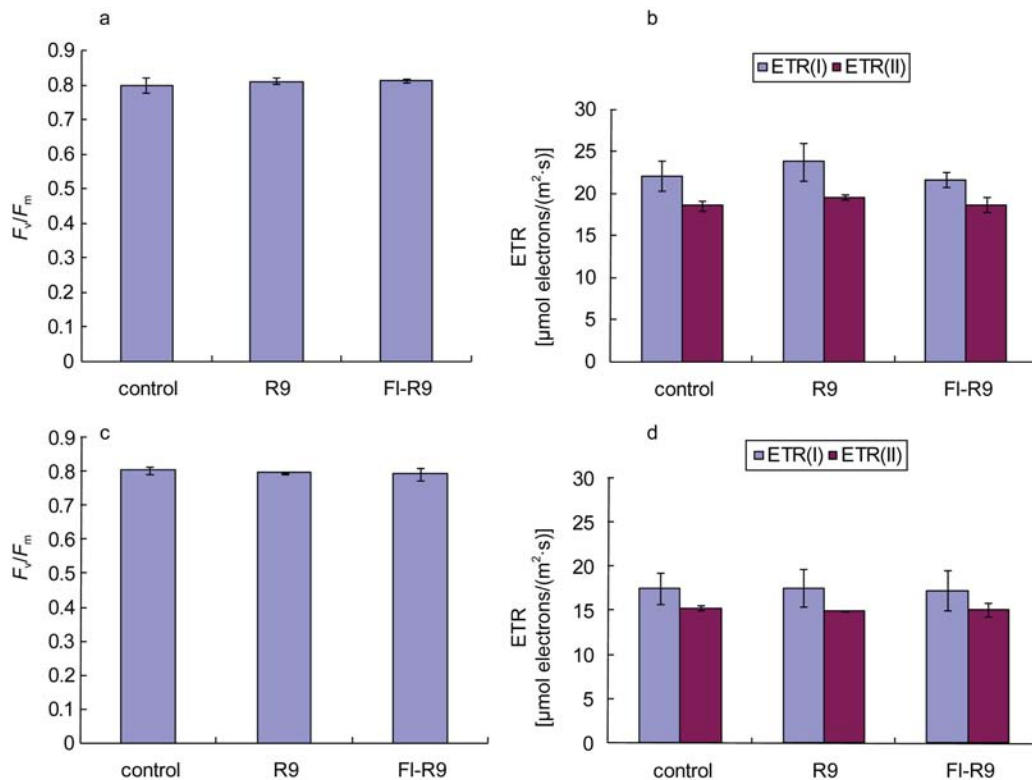 a
0.9
0.8
0.7
0.6
0.5
0.4
0.3
0.2
0.1
0
Fv/Fm
control R9 Fl-R9
b
ETR(I) ETR(II)
30
25
20
15
10
5
0
ETR
[µmol electrons/(m²·s)]
control R9 Fl-R9
c
0.9
0.8
0.7
0.6
0.5
0.4
0.3
0.2
0.1
0
Fv/Fm
control R9 Fl-R9
d
ETR(I) ETR(II)
30
25
20
15
10
5
0
ETR
[µmol electrons/(m²·s)]
control R9 Fl-R9